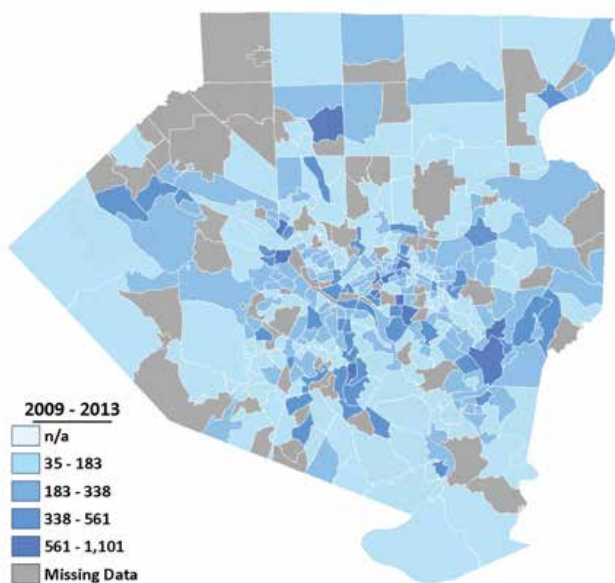 2009 - 2013
n/a
35 - 183
183 - 338
338 - 561
561 - 1,101
Missing Data